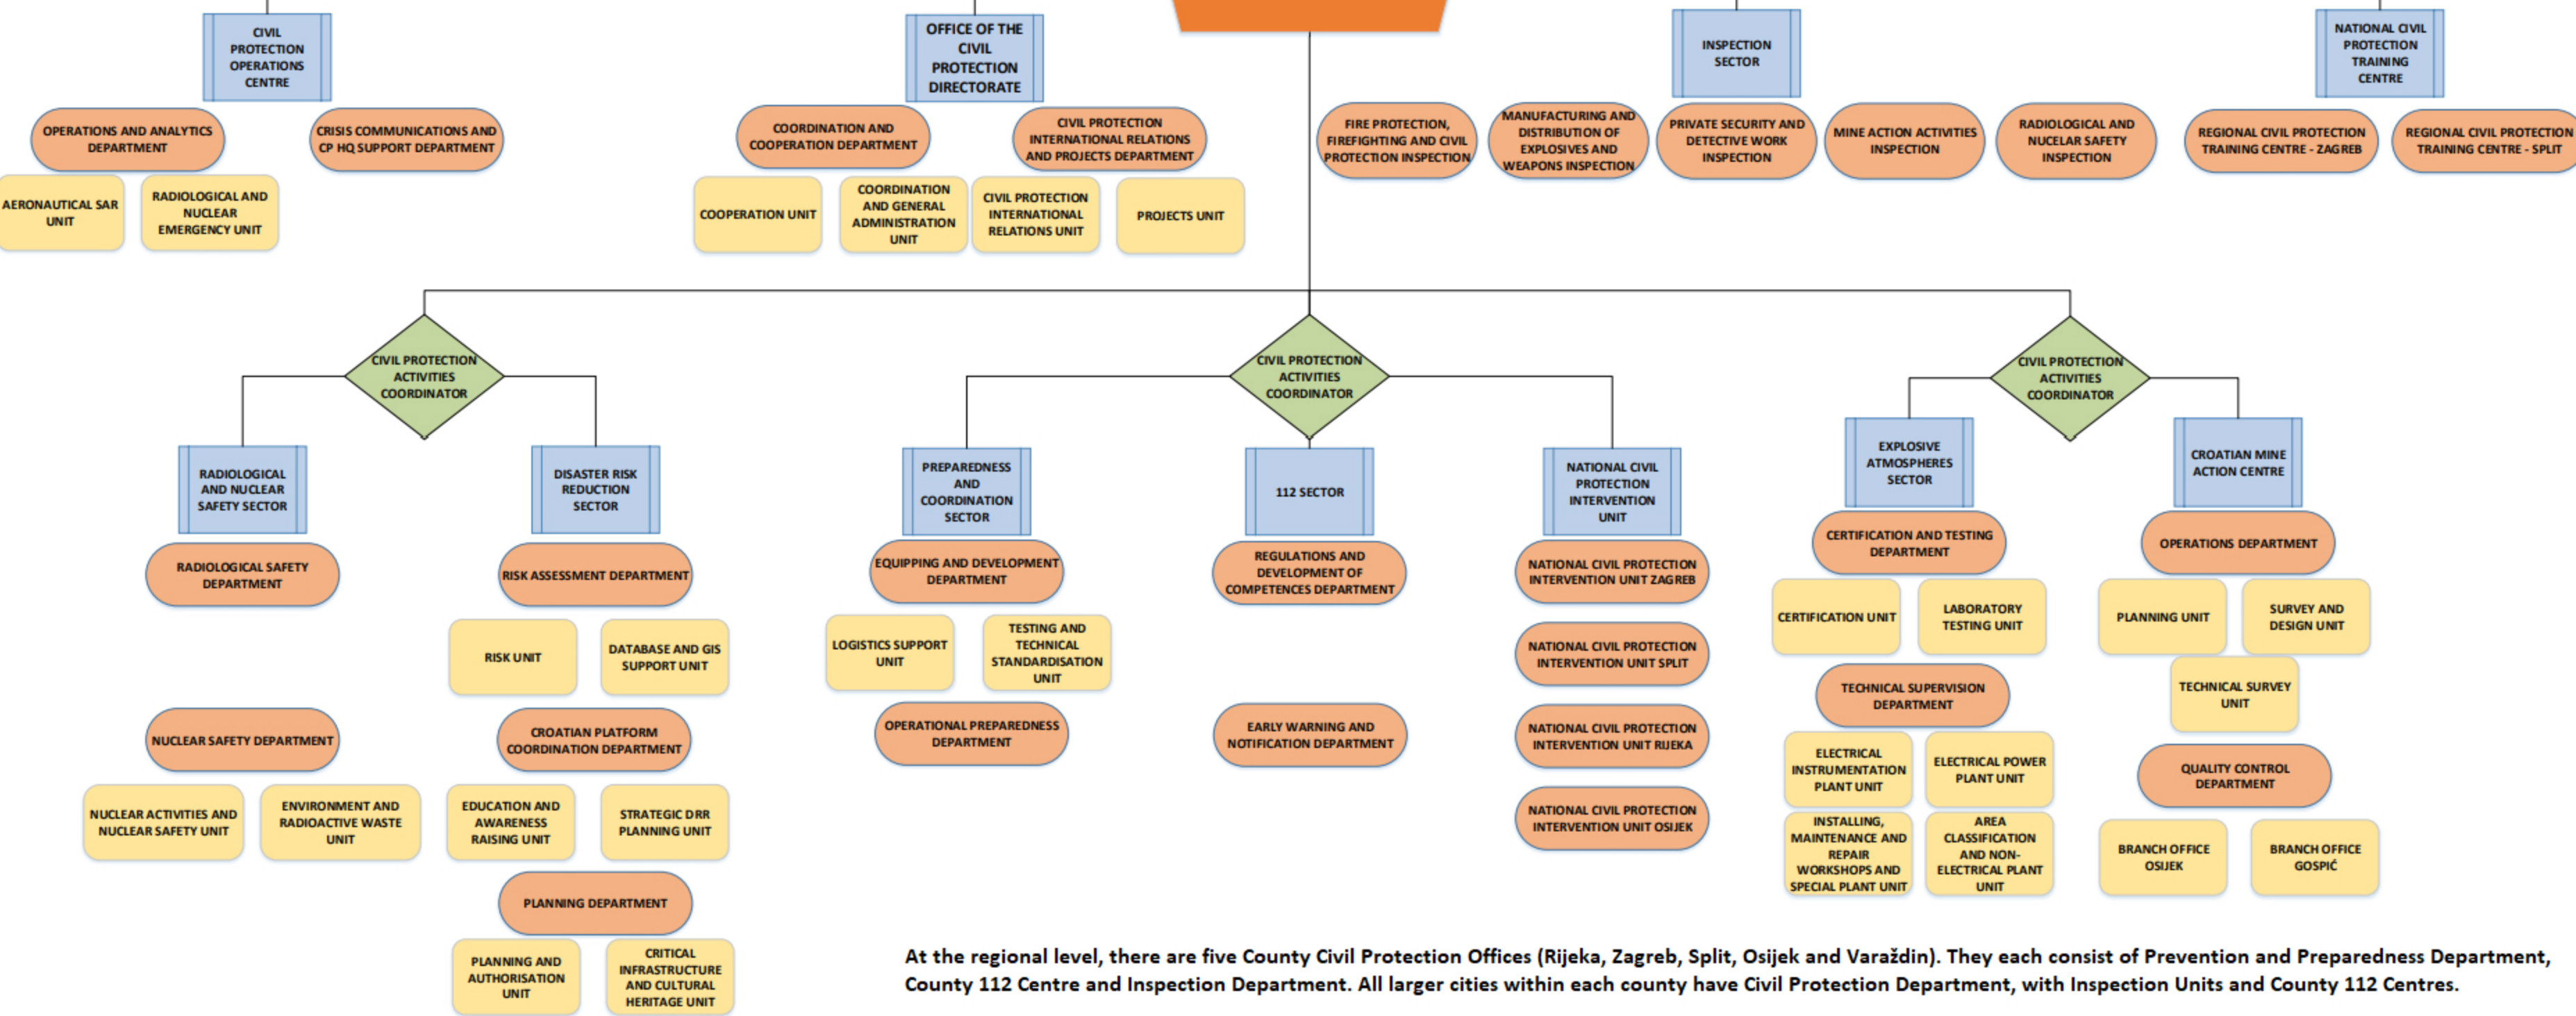 CIVIL
PROTECTION
OPERATIONS
CENTRE
OPERATIONS AND ANALYTICS
DEPARTMENT
CRISIS COMMUNICATIONS AND
CP HQ SUPPORT DEPARTMENT
AERONAUTICAL SAR
UNIT
RADIOLOGICAL AND
NUCLEAR
EMERGENCY UNIT
OFFICE OF THE
CIVIL
PROTECTION
DIRECTORATE
COORDINATION AND
COOPERATION DEPARTMENT
CIVIL PROTECTION
INTERNATIONAL RELATIONS
AND PROJECTS DEPARTMENT
COOPERATION UNIT
COORDINATION
AND GENERAL
ADMINISTRATION
UNIT
CIVIL PROTECTION
INTERNATIONAL
RELATIONS UNIT
PROJECTS UNIT
INSPECTION
SECTOR
FIRE PROTECTION,
FIREFIGHTING AND CIVIL
PROTECTION INSPECTION
MANUFACTURING AND
DISTRIBUTION OF
EXPLOSIVES AND
WEAPONS INSPECTION
PRIVATE SECURITY AND
DETECTIVE WORK
INSPECTION
MINE ACTION ACTIVITIES
INSPECTION
RADIOLOGICAL AND
NUCELAR SAFETY
INSPECTION
NATIONAL CIVIL
PROTECTION
TRAINING
CENTRE
REGIONAL CIVIL PROTECTION
TRAINING CENTRE - ZAGREB
REGIONAL CIVIL PROTECTION
TRAINING CENTRE - SPLIT
CIVIL PROTECTION
ACTIVITIES
COORDINATOR
RADIOLOGICAL
AND NUCLEAR
SAFETY SECTOR
RADIOLOGICAL SAFETY
DEPARTMENT
NUCLEAR SAFETY DEPARTMENT
NUCLEAR ACTIVITIES AND
NUCLEAR SAFETY UNIT
ENVIRONMENT AND
RADIOACTIVE WASTE
UNIT
DISASTER RISK
REDUCTION
SECTOR
RISK ASSESSMENT DEPARTMENT
RISK UNIT
DATABASE AND GIS
SUPPORT UNIT
CROATIAN PLATFORM
COORDINATION DEPARTMENT
EDUCATION AND
AWARENESS
RAISING UNIT
STRATEGIC DRR
PLANNING UNIT
PLANNING DEPARTMENT
PLANNING AND
AUTHORISATION
UNIT
CRITICAL
INFRASTRUCTURE
AND CULTURAL
HERITAGE UNIT
CIVIL PROTECTION
ACTIVITIES
COORDINATOR
PREPAREDNESS
AND
COORDINATION
SECTOR
EQUIPPING AND DEVELOPMENT
DEPARTMENT
LOGISTICS SUPPORT
UNIT
TESTING AND
TECHNICAL
STANDARDISATION
UNIT
OPERATIONAL PREPAREDNESS
DEPARTMENT
112 SECTOR
REGULATIONS AND
DEVELOPMENT OF
COMPETENCES DEPARTMENT
EARLY WARNING AND
NOTIFICATION DEPARTMENT
NATIONAL CIVIL
PROTECTION
INTERVENTION
UNIT
NATIONAL CIVIL PROTECTION
INTERVENTION UNIT ZAGREB
NATIONAL CIVIL PROTECTION
INTERVENTION UNIT SPLIT
NATIONAL CIVIL PROTECTION
INTERVENTION UNIT RIJEKA
NATIONAL CIVIL PROTECTION
INTERVENTION UNIT OSIJEK
CIVIL PROTECTION
ACTIVITIES
COORDINATOR
EXPLOSIVE
ATMOSPHERES
SECTOR
CERTIFICATION AND TESTING
DEPARTMENT
CERTIFICATION UNIT
LABORATORY
TESTING UNIT
TECHNICAL SUPERVISION
DEPARTMENT
ELECTRICAL
INSTRUMENTATION
PLANT UNIT
ELECTRICAL POWER
PLANT UNIT
INSTALLING,
MAINTENANCE AND
REPAIR
WORKSHOPS AND
SPECIAL PLANT UNIT
AREA
CLASSIFICATION
AND NON-
ELECTRICAL PLANT
UNIT
CROATIAN MINE
ACTION CENTRE
OPERATIONS DEPARTMENT
PLANNING UNIT
SURVEY AND
DESIGN UNIT
TECHNICAL SURVEY
UNIT
QUALITY CONTROL
DEPARTMENT
BRANCH OFFICE
OSIJEK
BRANCH OFFICE
GOSPIĆ
At the regional level, there are five County Civil Protection Offices (Rijeka, Zagreb, Split, Osijek and Varaždin). They each consist of Prevention and Preparedness Department,
County 112 Centre and Inspection Department. All larger cities within each county have Civil Protection Department, with Inspection Units and County 112 Centres.